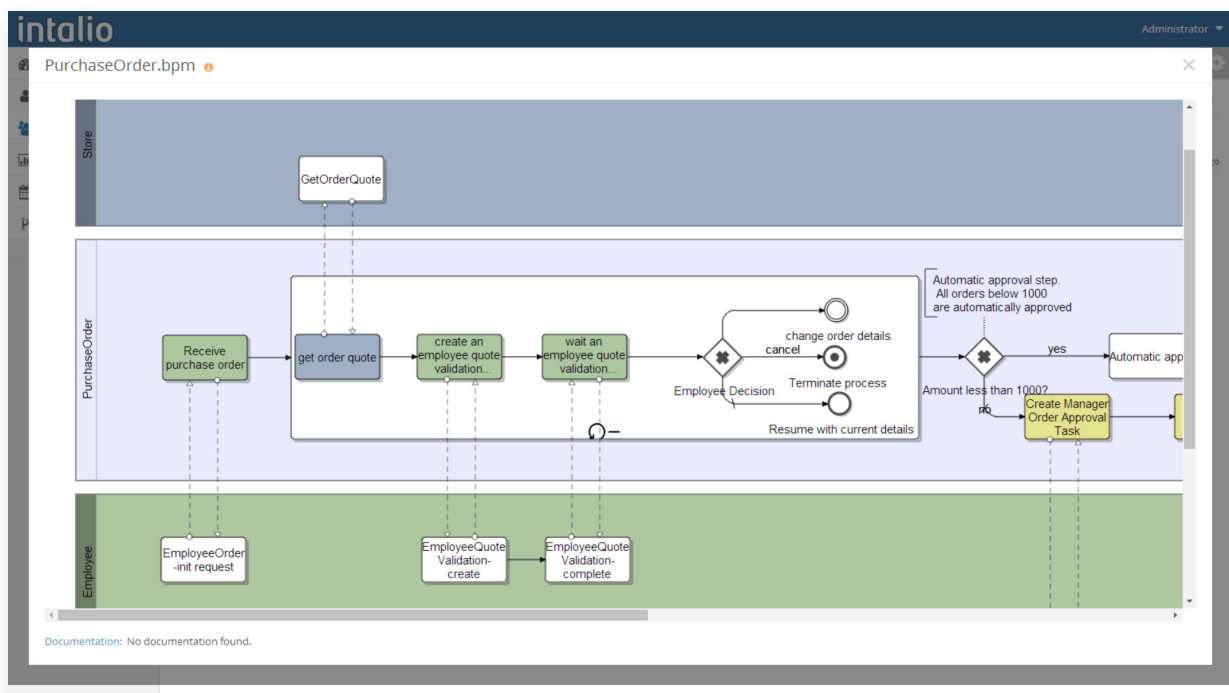 intalio
Administrator
PurchaseOrder.bpm
Store
GetOrderQuote
PurchaseOrder
Receive
purchase order
get order quote
create an
employee quote
validation...
wait an
employee quote
validation...
Employee Decision
change order details
cancel
Terminate process
Resume with current details
Automatic approval step.
All orders below 1000
are automatically approved
yes
Amount less than 1000?
no
Automatic app
Create Manager
Order Approval
Task
Employee
EmployeeOrder
-init request
EmployeeQuote
Validation-
create
EmployeeQuote
Validation-
complete
Documentation: No documentation found.